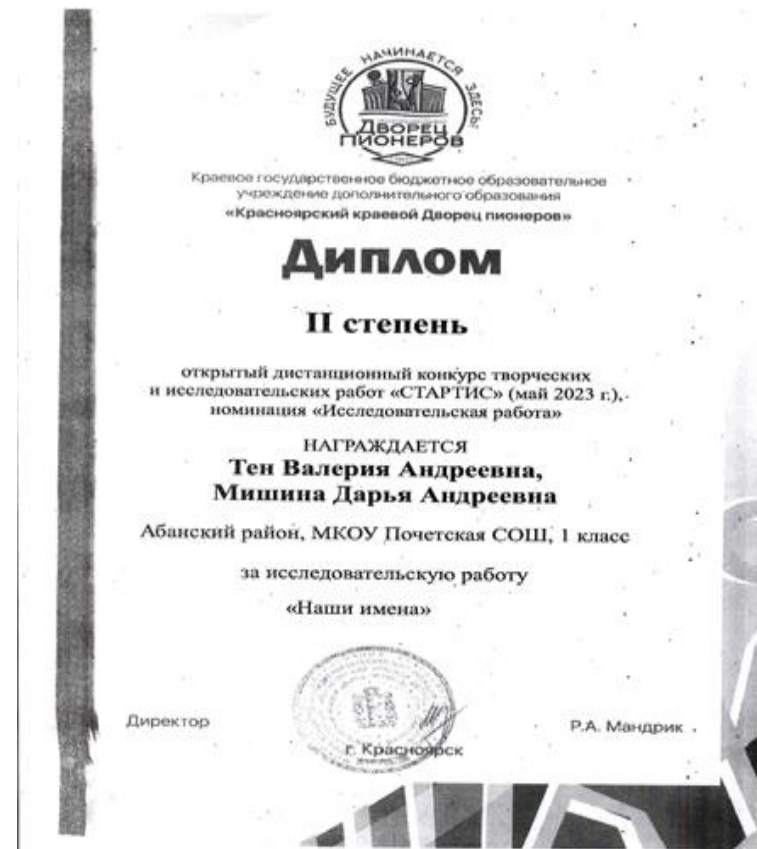 БУДУЩЕЕ НАЧИНАЕТСЯ ЗДЕСЬ!
ДВОРЕЦ
ПИОНЕРОВ
Краевое государственное бюджетное образовательное
учреждение дополнительного образования
«Красноярский краевой Дворец пионеров»
Диплом
II степень
открытый дистанционный конкурс творческих
и исследовательских работ «СТАРТИС» (май 2023 г.),
номинация «Исследовательская работа»
НАГРАЖДАЕТСЯ
Тен Валерия Андреевна,
Мишина Дарья Андреевна
Абанский район, МКОУ Почетская СОШ, 1 класс
за исследовательскую работу
«Наши имена»
Директор
Р.А. Мандрик
г. Красноярск